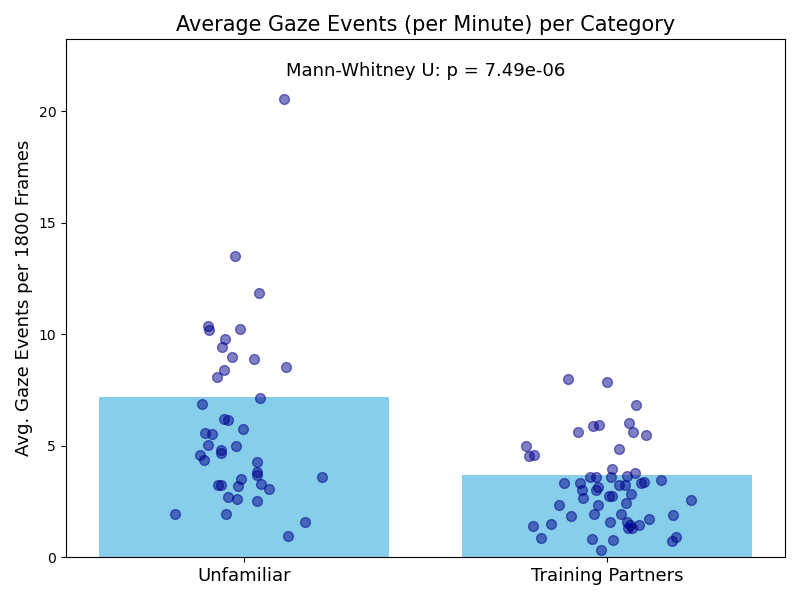 Average Gaze Events (per Minute) per Category
Mann-Whitney U: p = 7.49e-06
Avg. Gaze Events per 1800 Frames
20
15
10
5
0
Unfamiliar
Training Partners